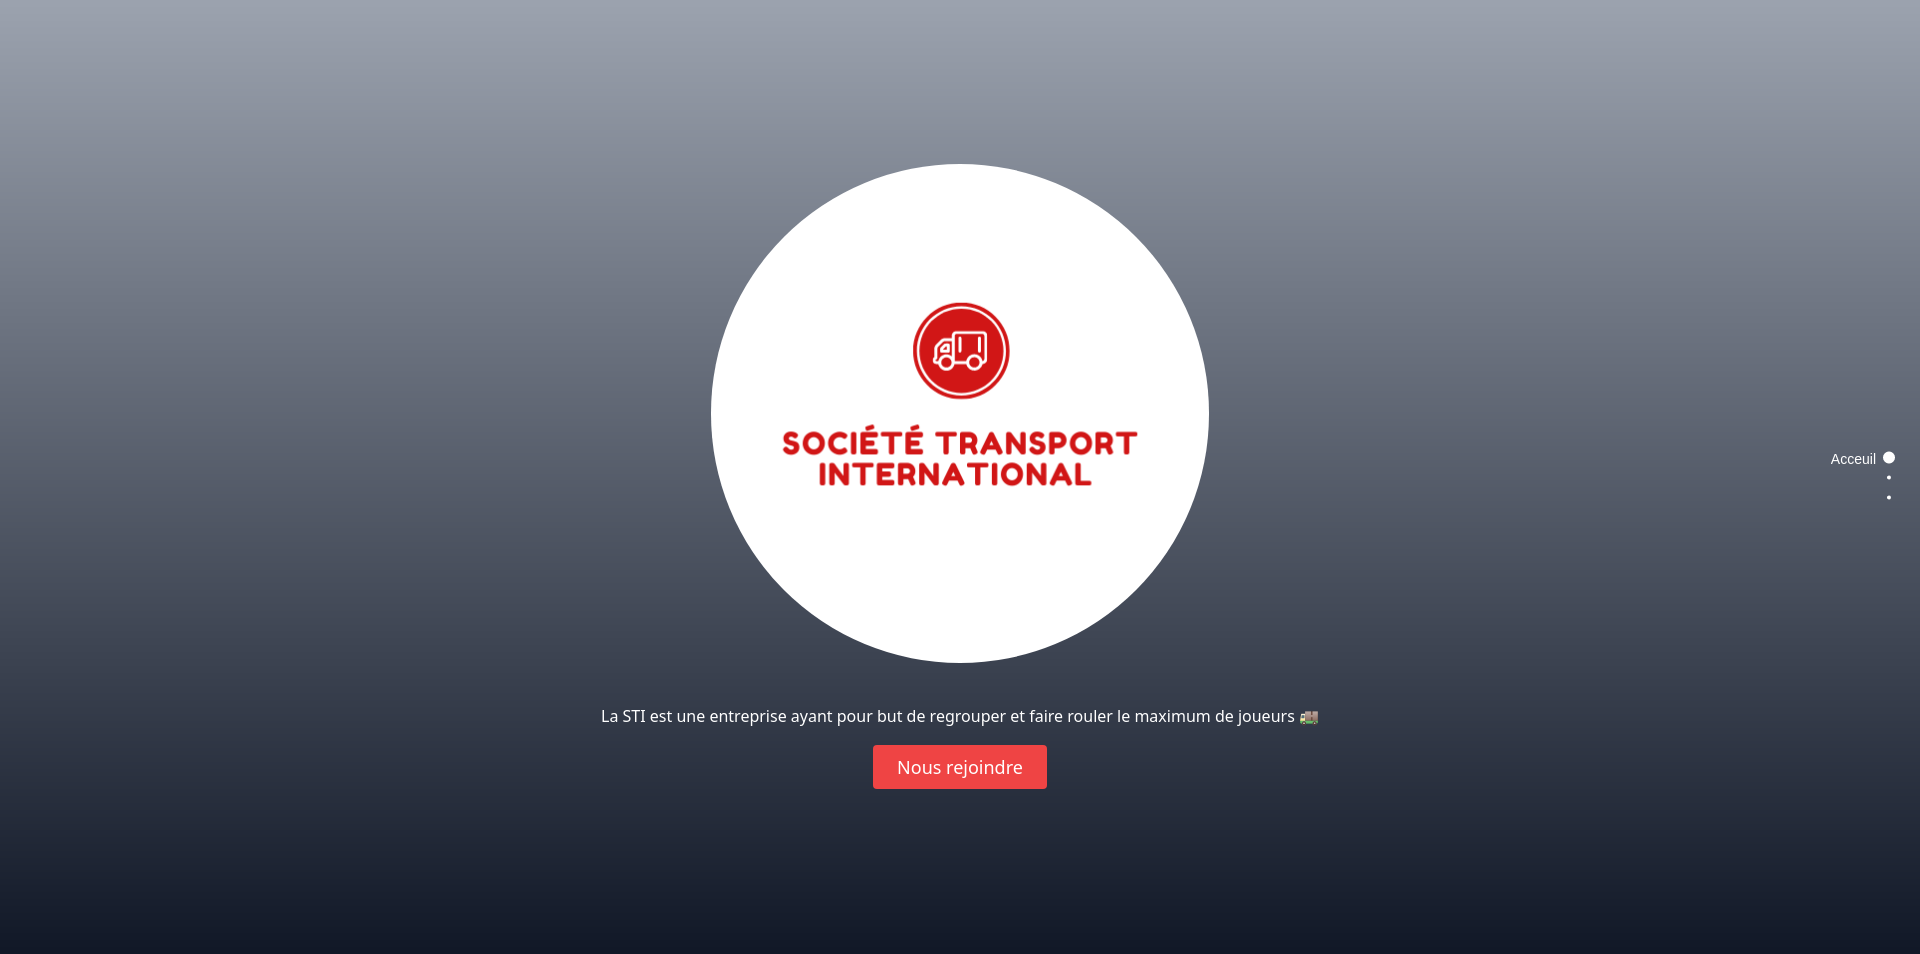 SOCIÉTÉ TRANSPORT
INTERNATIONAL
Acceuil
La STI est une entreprise ayant pour but de regrouper et faire rouler le maximum de joueurs 🚚
Nous rejoindre